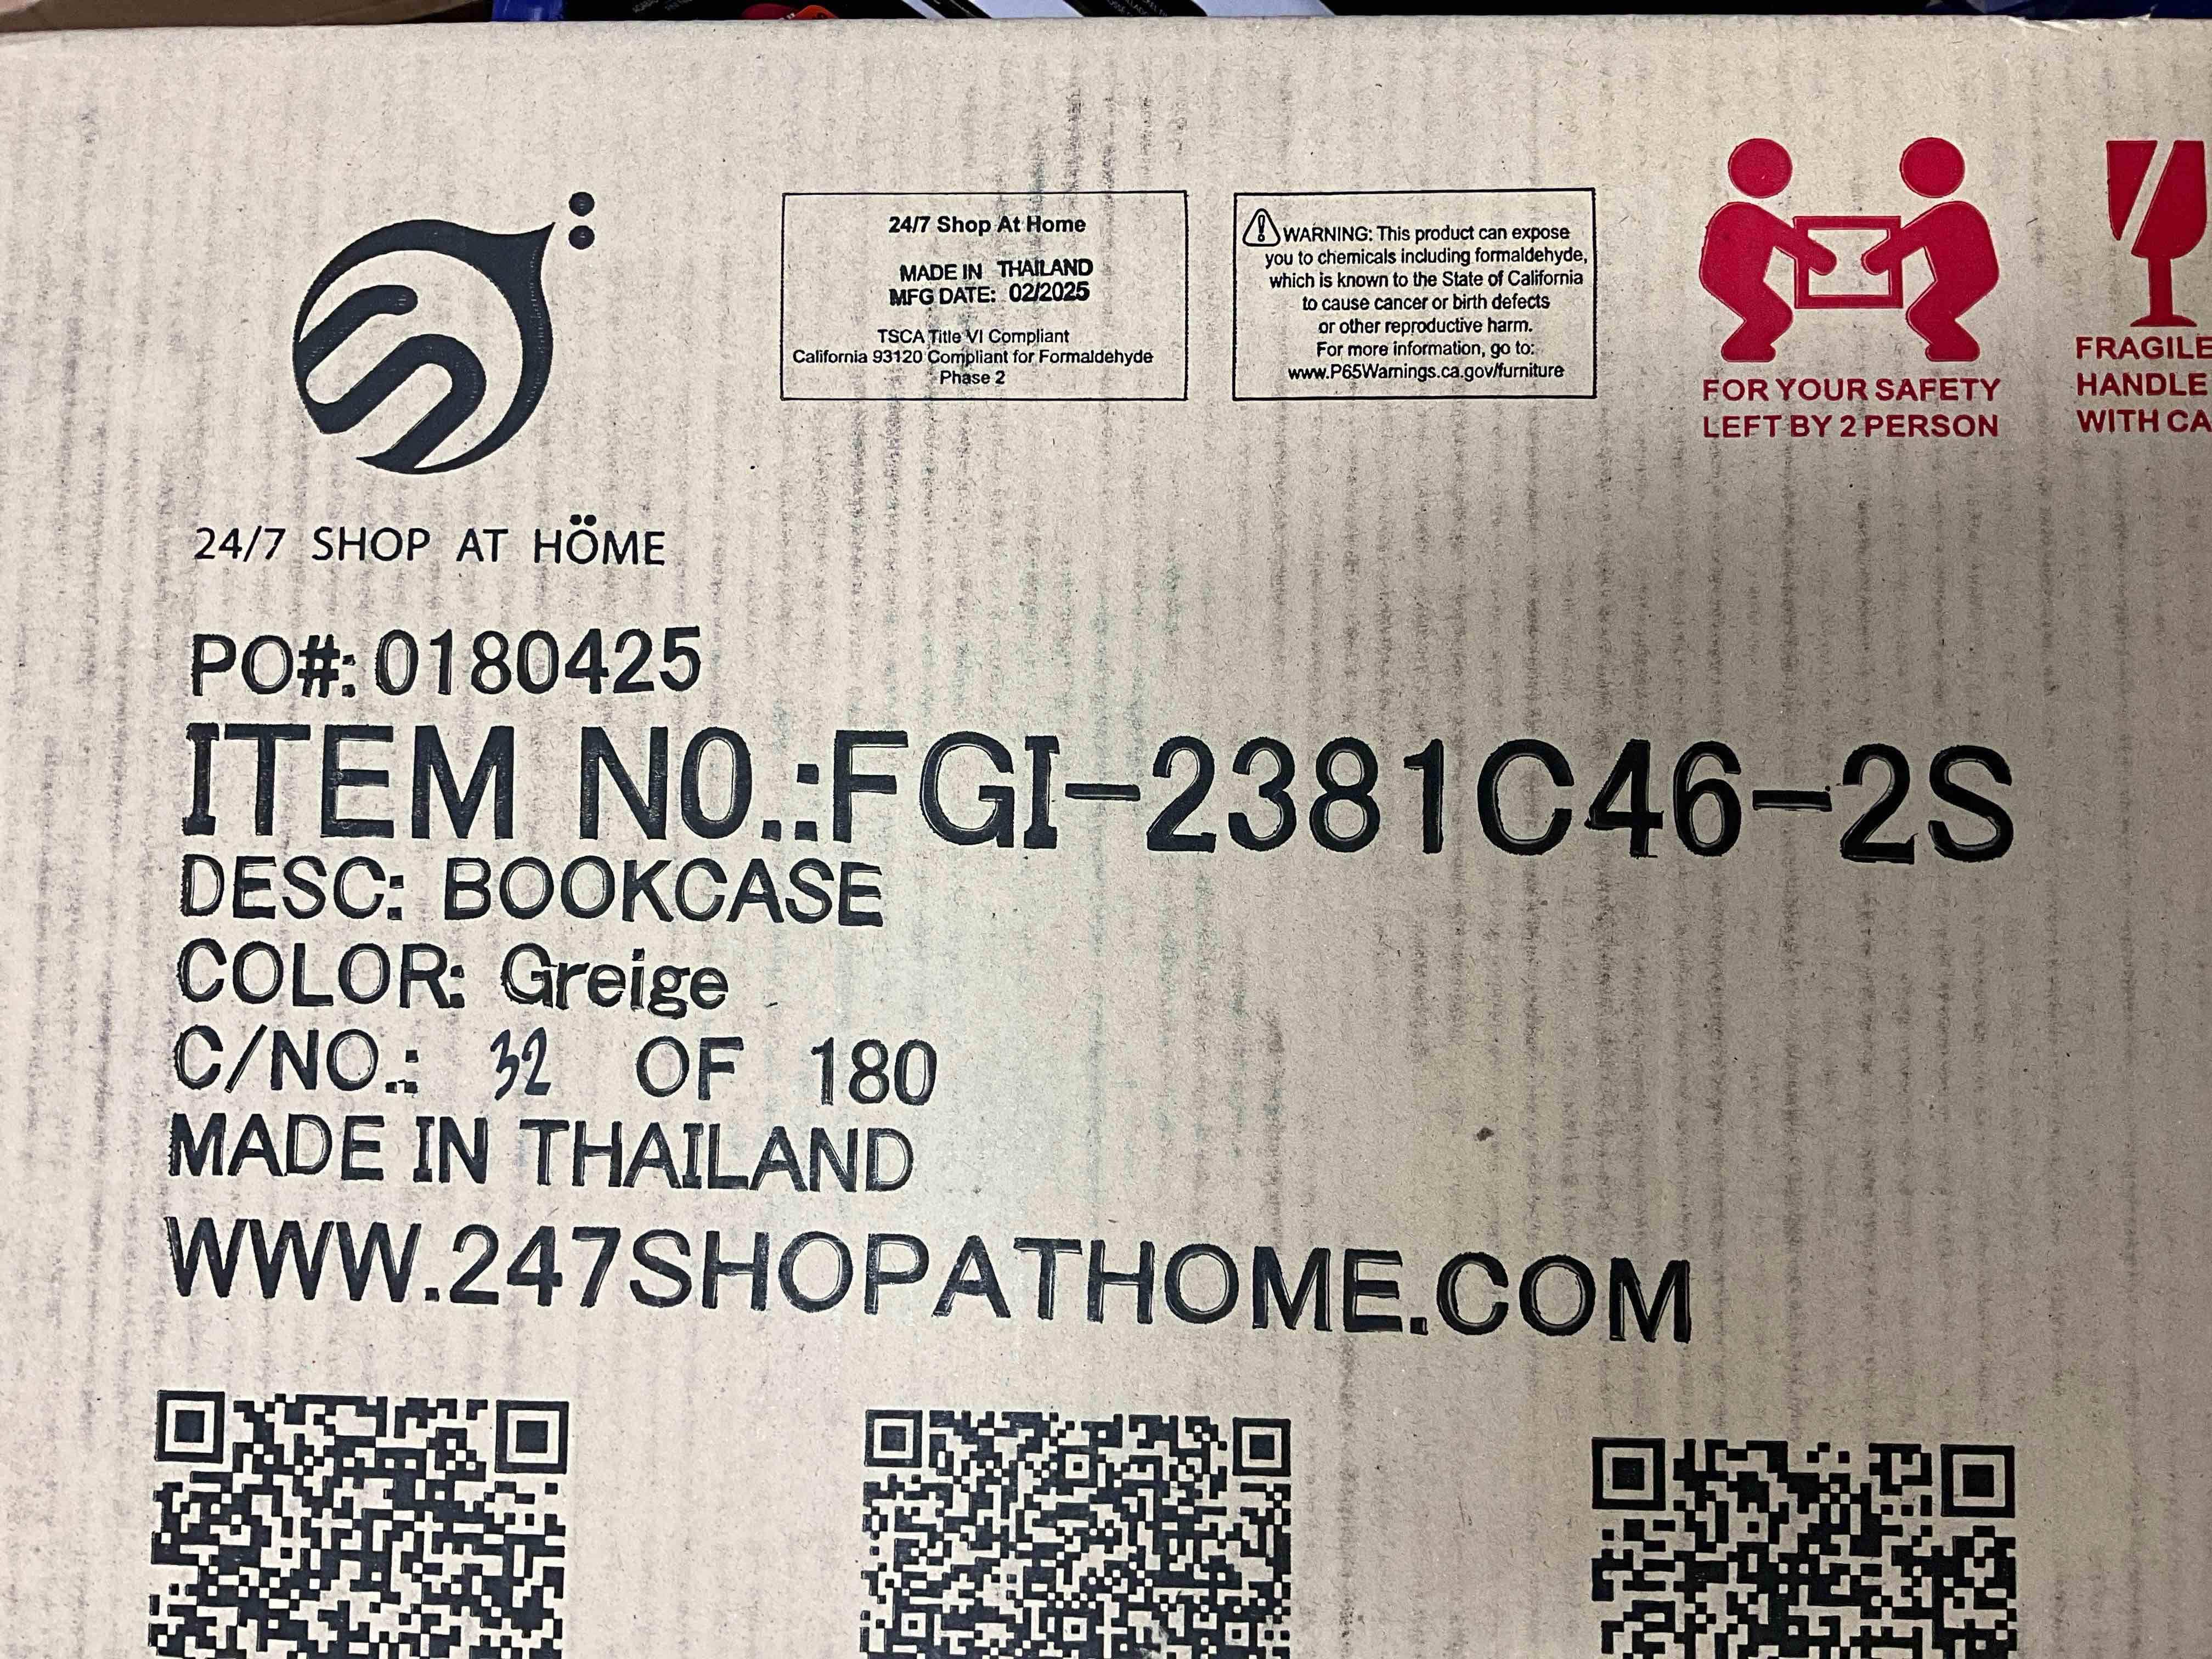 24/7 Shop At Home
MADE IN THAILAND
MFG DATE: 02/2025
TSCA Title VI Compliant
California 93120 Compliant for Formaldehyde
Phase 2
WARNING: This product can expose
you to chemicals including formaldehyde,
which is known to the State of California
to cause cancer or birth defects
or other reproductive harm.
For more information, go to:
www.P65Warnings.ca.gov/furniture
FOR YOUR SAFETY
LEFT BY 2 PERSON
FRAGILE
HANDLE
WITH CA
24/7 SHOP AT HÖME
PO#: 0180425
ITEM NO.:FGI-2381C46-2S
DESC: BOOKCASE
COLOR: Greige
C/NO.: 32 OF 180
MADE IN THAILAND
WWW.247SHOPATHOME.COM